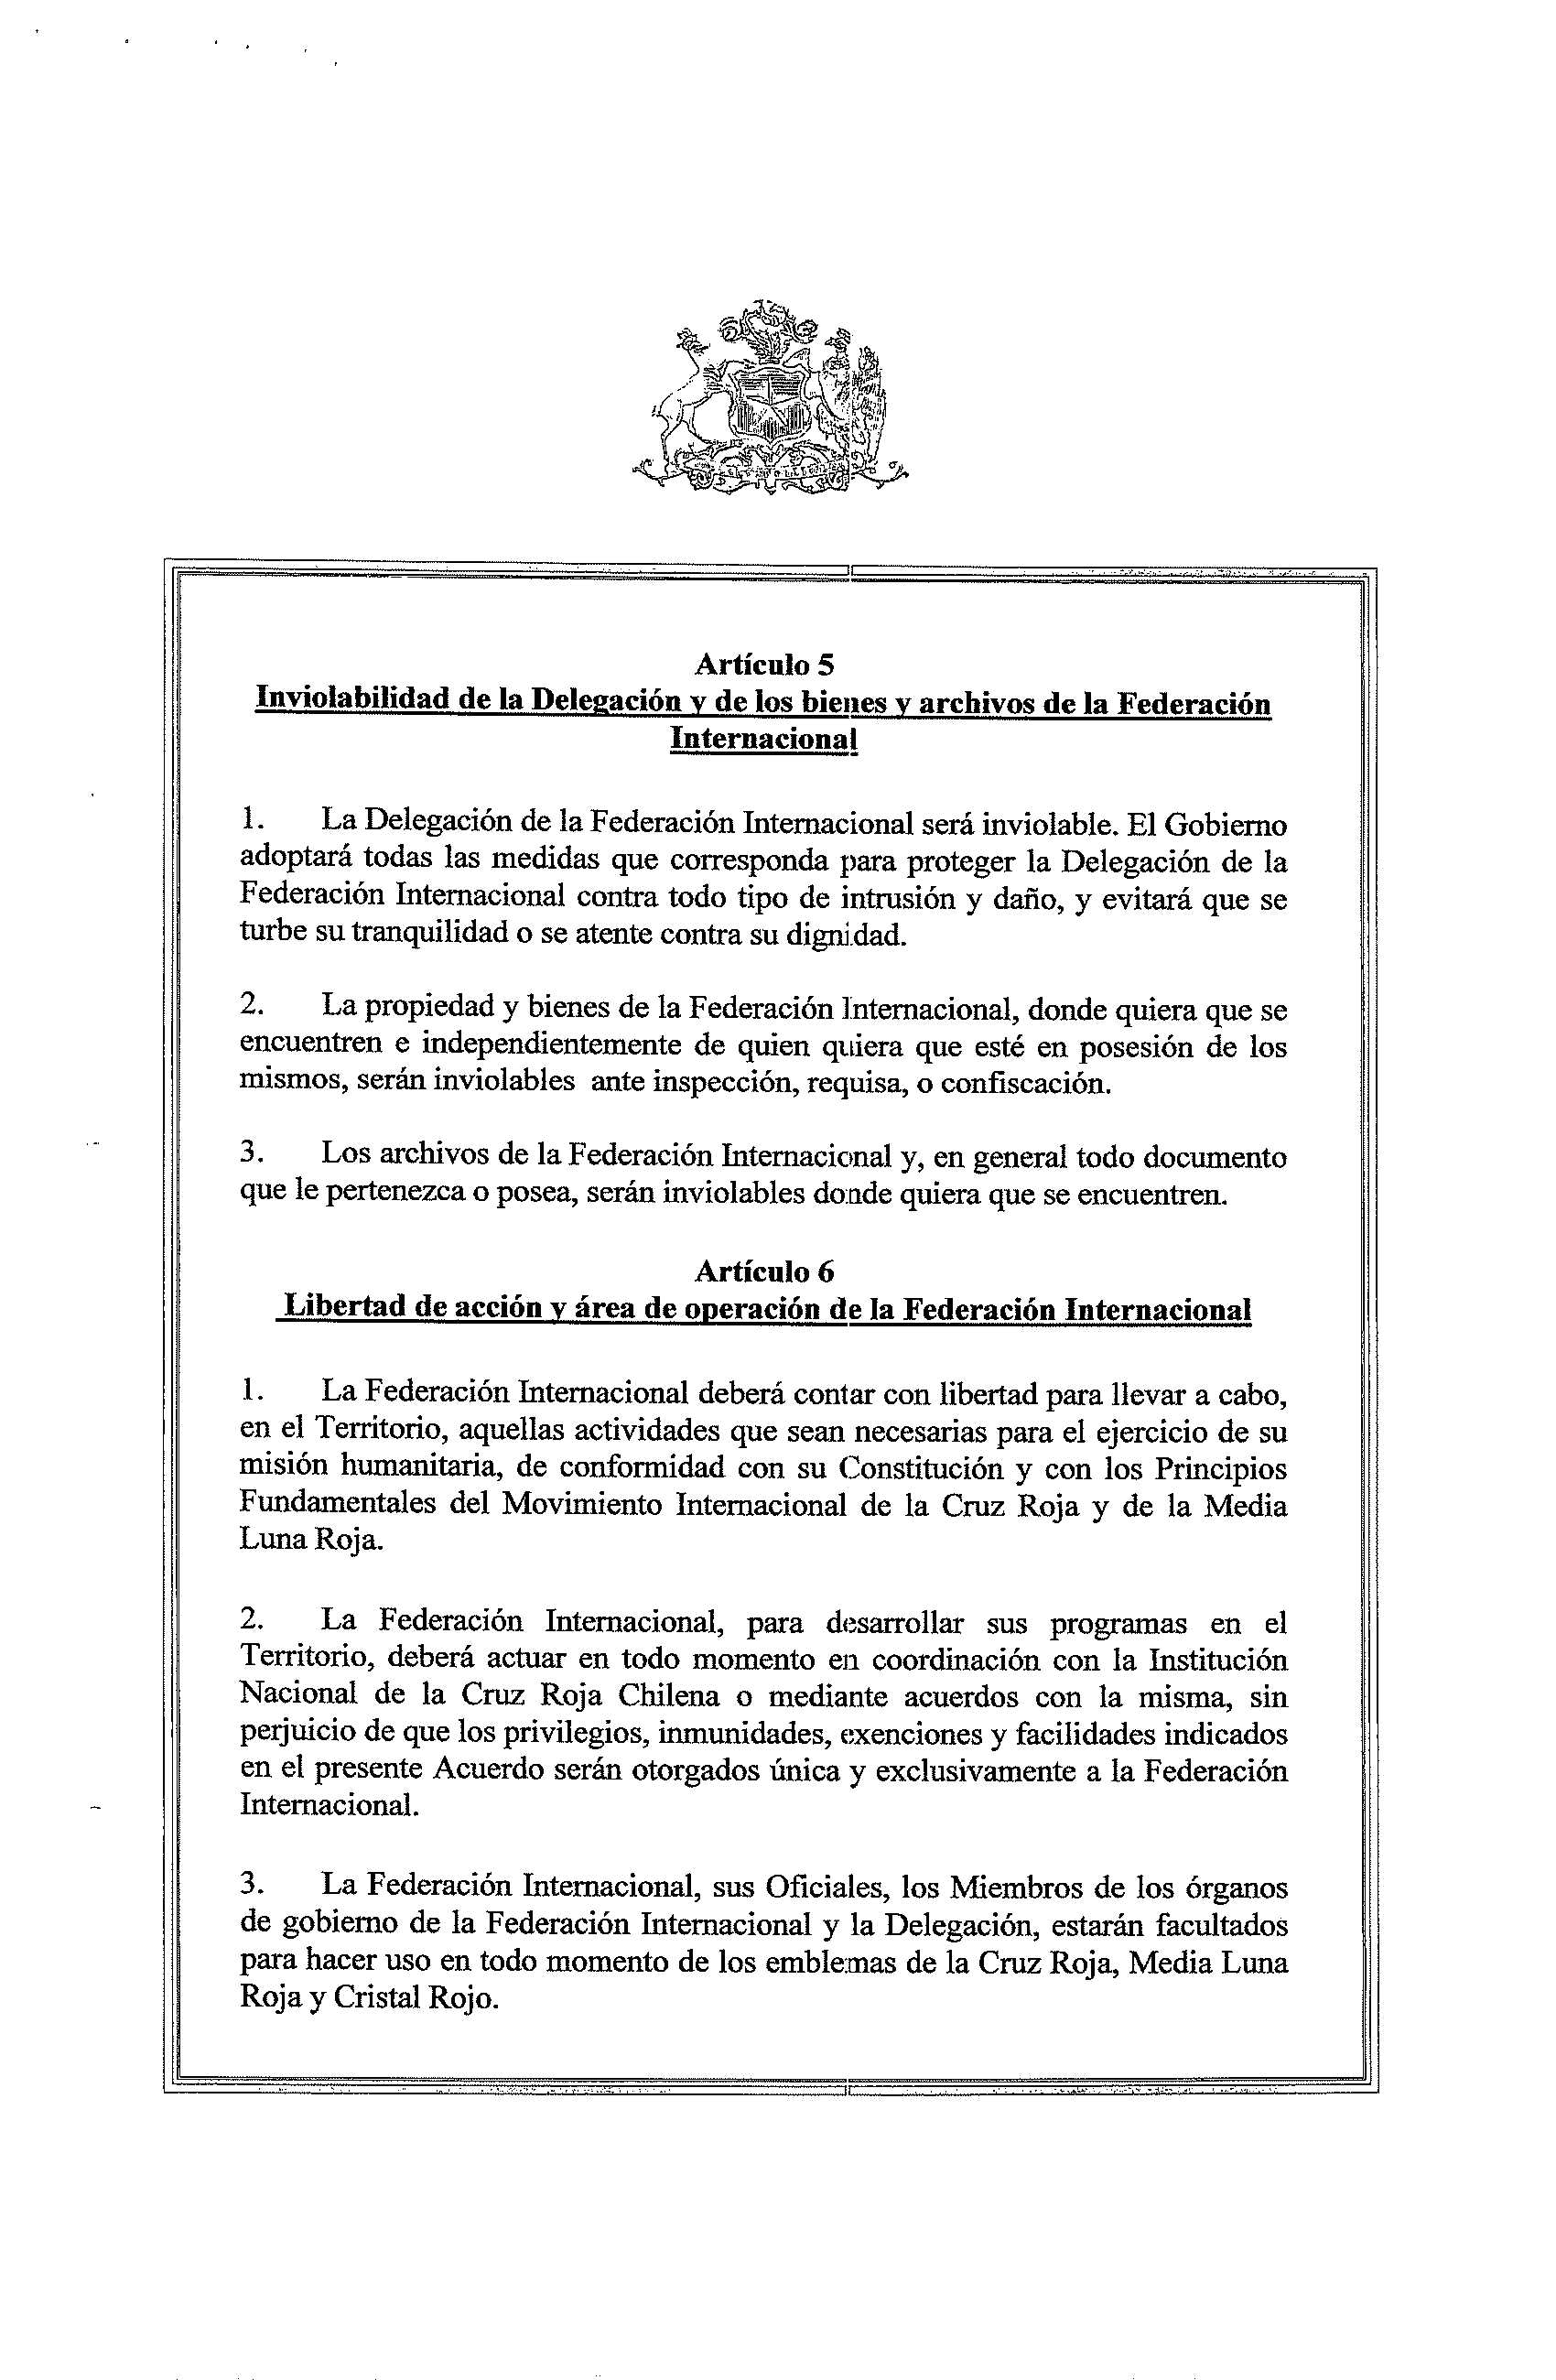 Artículo 5
Inviolabilidad de la Delegación y de los bienes y archivos de la Federación
Internacional
1. La Delegación de la Federación Internacional será inviolable. El Gobierno
adoptará todas las medidas que corresponda para proteger la Delegación de la
Federación Internacional contra todo tipo de intrusión y daño, y evitará que se
turbe su tranquilidad o se atente contra su dignidad.
2. La propiedad y bienes de la Federación Internacional, donde quiera que se
encuentren e independientemente de quien quiera que esté en posesión de los
mismos, serán inviolables ante inspección, requisa, o confiscación.
3. Los archivos de la Federación Internacional y, en general todo documento
que le pertenezca o posea, serán inviolables donde quiera que se encuentren.
Artículo 6
Libertad de acción y área de operación de la Federación Internacional
1. La Federación Internacional deberá contar con libertad para llevar a cabo,
en el Territorio, aquellas actividades que sean necesarias para el ejercicio de su
misión humanitaria, de conformidad con su Constitución y con los Principios
Fundamentales del Movimiento Internacional de la Cruz Roja y de la Media
Luna Roja.
2. La Federación Internacional, para desarrollar sus programas en el
Territorio, deberá actuar en todo momento en coordinación con la Institución
Nacional de la Cruz Roja Chilena o mediante acuerdos con la misma, sin
perjuicio de que los privilegios, inmunidades, exenciones y facilidades indicados
en el presente Acuerdo serán otorgados única y exclusivamente a la Federación
Internacional.
3. La Federación Internacional, sus Oficiales, los Miembros de los órganos
de gobierno de la Federación Internacional y la Delegación, estarán facultados
para hacer uso en todo momento de los emblemas de la Cruz Roja, Media Luna
Roja y Cristal Rojo.